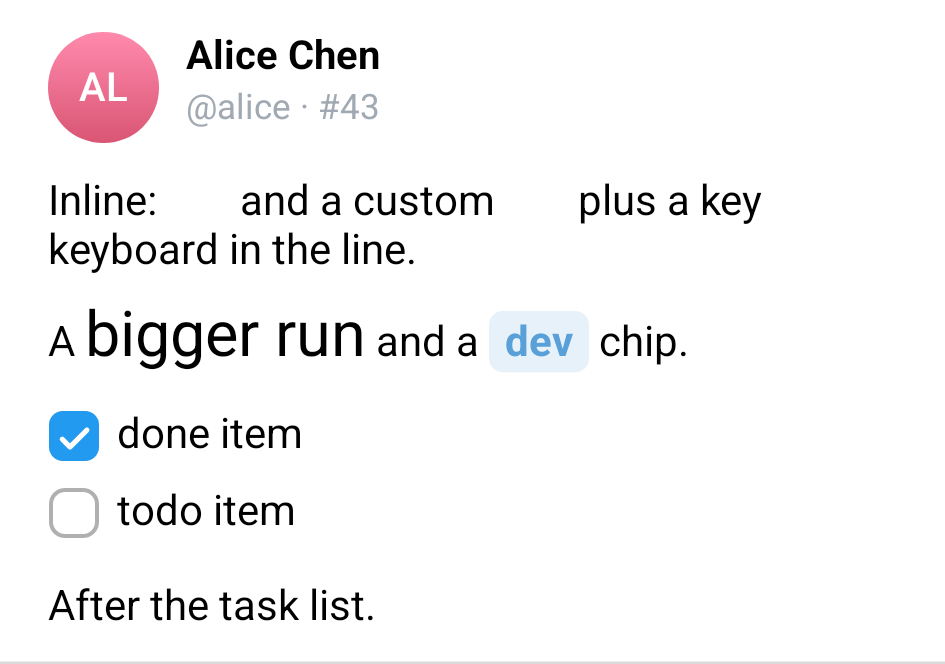 AL
Alice Chen
@alice · #43
Inline: and a custom plus a key
keyboard in the line.
A bigger run and a dev chip.
done item
todo item
After the task list.